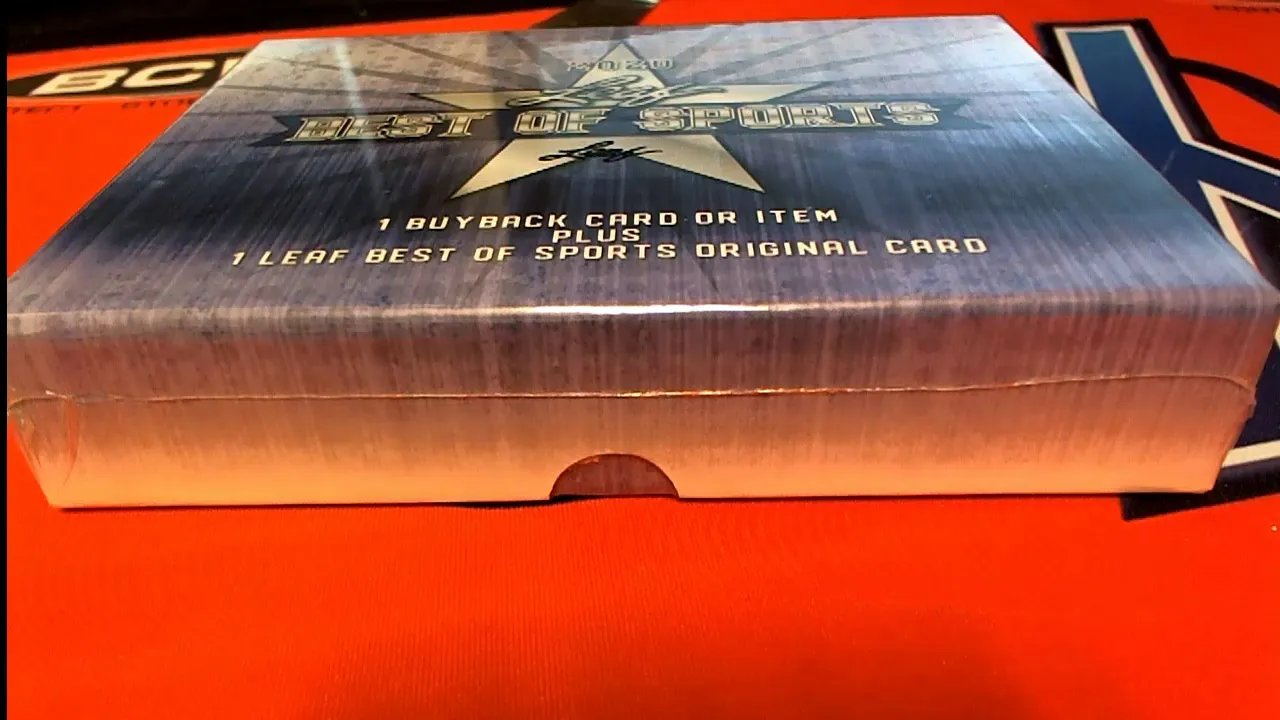 BCW
2020
Leaf
BEST OF SPORTS
Leaf
1 BUYBACK CARD OR ITEM
PLUS
1 LEAF BEST OF SPORTS ORIGINAL CARD